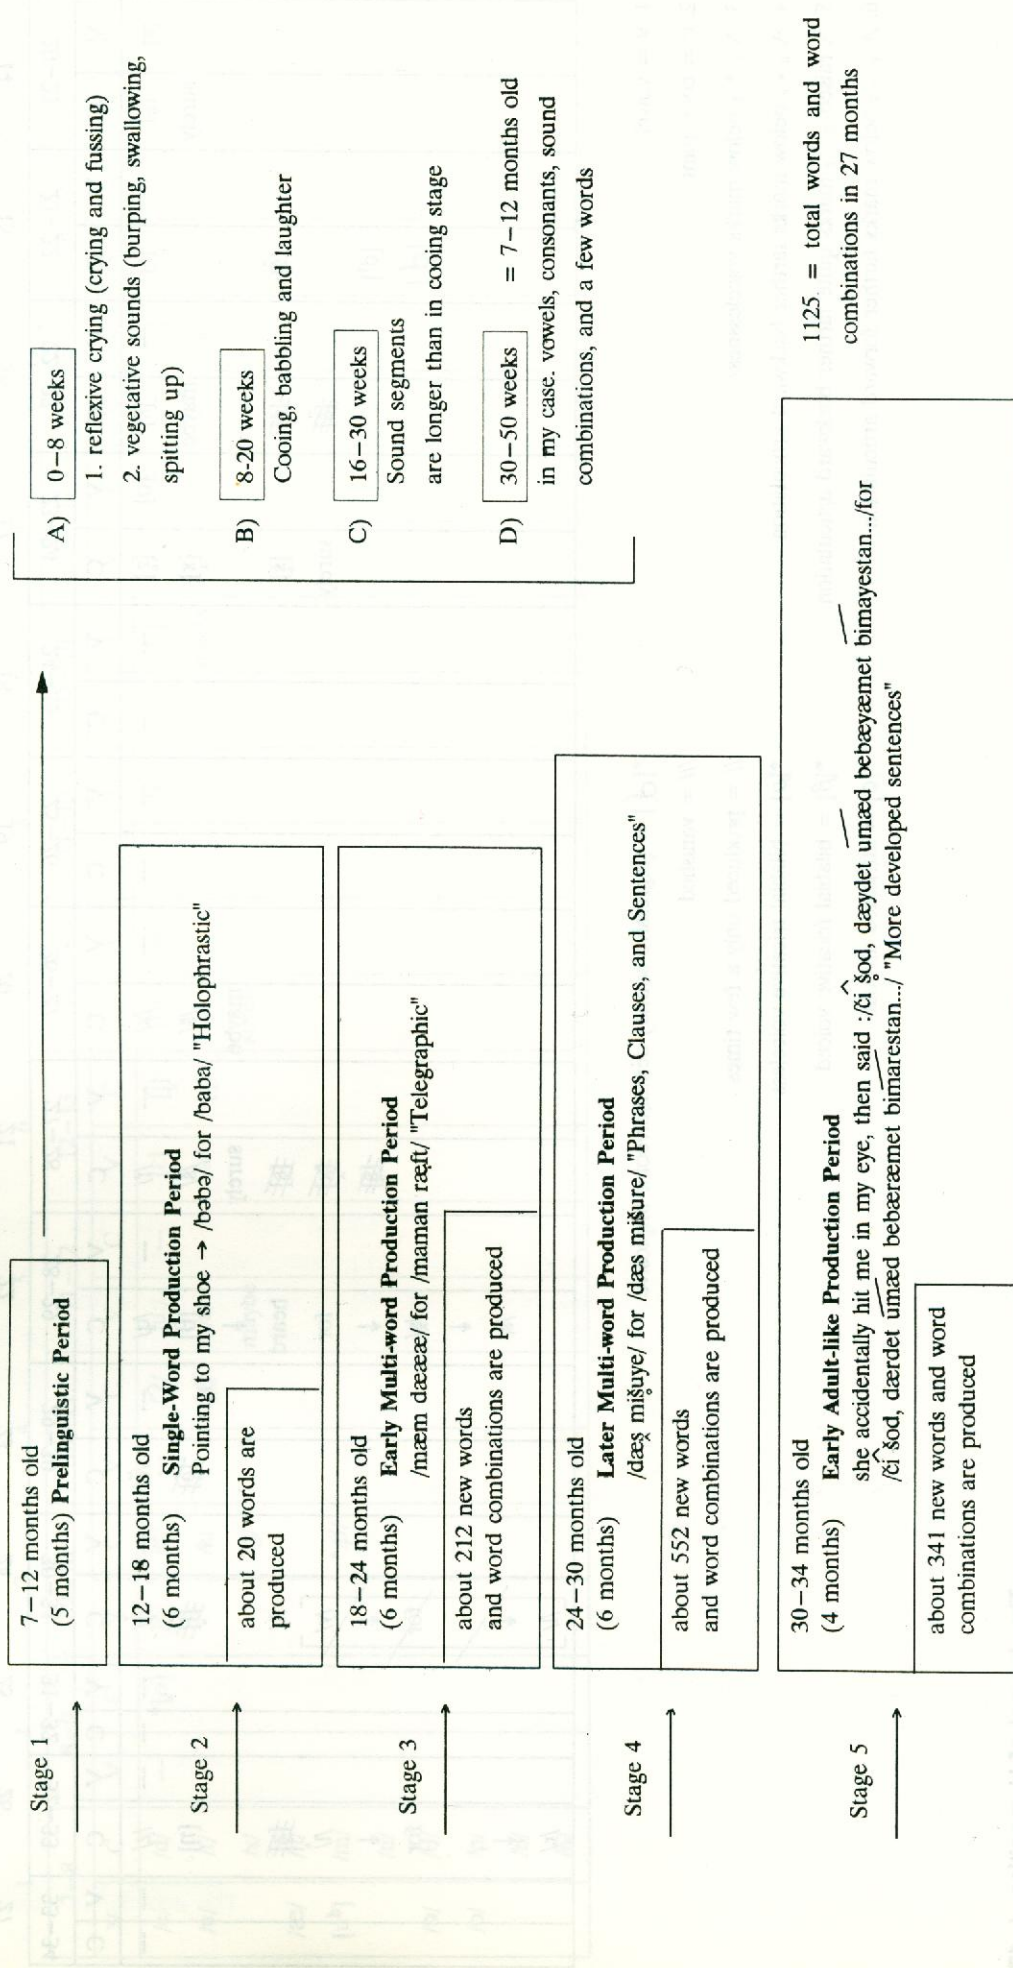 Stage 1
7−12 months old
(5 months) Prelinguistic Period
A) 0−8 weeks
1. reflexive crying (crying and fussing)
2. vegetative sounds (burping, swallowing,
spitting up)
B) 8-20 weeks
Cooing, babbling and laughter
C) 16−30 weeks
Sound segments
are longer than in cooing stage
D) 30−50 weeks = 7−12 months old
in my case. vowels, consonants, sound
combinations, and a few words
Stage 2
12−18 months old
(6 months) Single-Word Production Period
Pointing to my shoe → /bəbə/ for /baba/ "Holophrastic"
about 20 words are
produced
Stage 3
18−24 months old
(6 months) Early Multi-word Production Period
/mæm dæææ/ for /maman ræft/ "Telegraphic"
about 212 new words
and word combinations are produced
Stage 4
24−30 months old
(6 months) Later Multi-word Production Period
/dæş mišuye/ for /dæs mišure/ "Phrases, Clauses, and Sentences"
about 552 new words
and word combinations are produced
Stage 5
30−34 months old
(4 months) Early Adult-like Production Period
she accidentally hit me in my eye, then said :/či šod, dæydet umæd bebæyæmet bimayestan.../for
/či šod, dærdet umæd bebæræmet bimarestan.../ "More developed sentences"
about 341 new words and word
combinations are produced
1125 = total words and word
combinations in 27 months